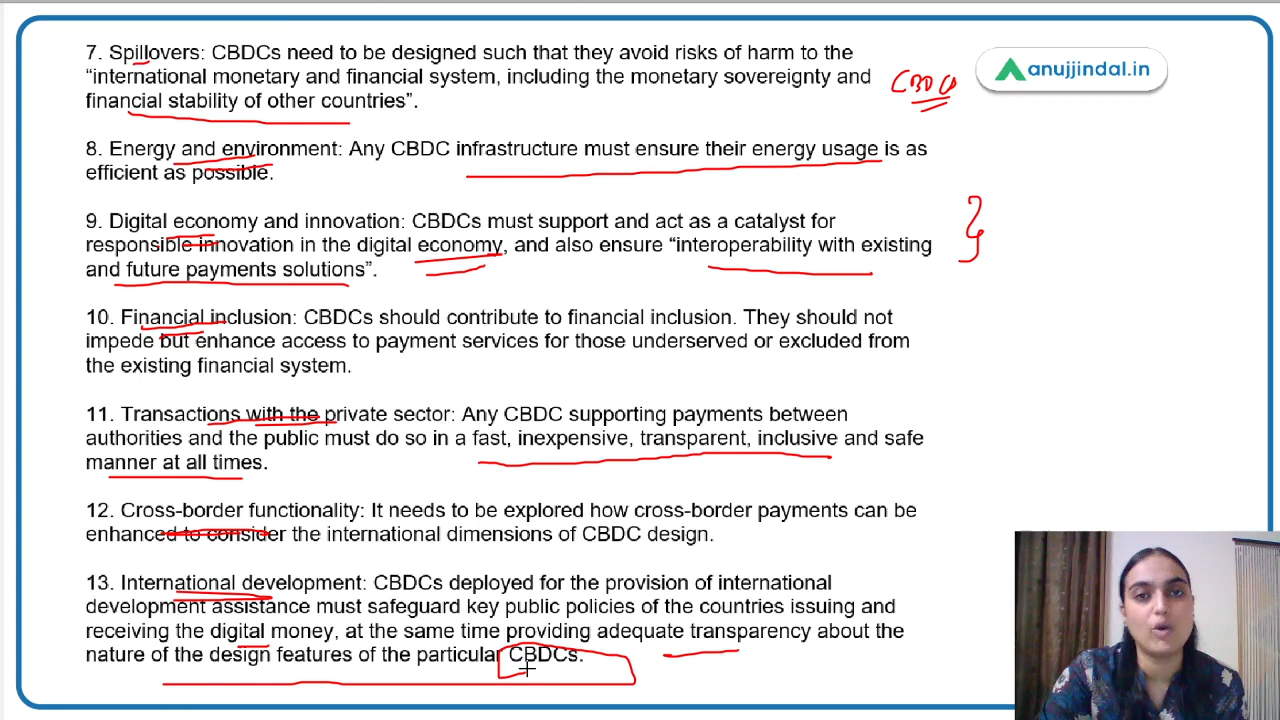 7. Spillovers: CBDCs need to be designed such that they avoid risks of harm to the
“international monetary and financial system, including the monetary sovereignty and
financial stability of other countries”.
CBDCs
anujjindal.in
8. Energy and environment: Any CBDC infrastructure must ensure their energy usage is as
efficient as possible.
9. Digital economy and innovation: CBDCs must support and act as a catalyst for
responsible innovation in the digital economy, and also ensure “interoperability with existing
and future payments solutions”.
10. Financial inclusion: CBDCs should contribute to financial inclusion. They should not
impede but enhance access to payment services for those underserved or excluded from
the existing financial system.
11. Transactions with the private sector: Any CBDC supporting payments between
authorities and the public must do so in a fast, inexpensive, transparent, inclusive and safe
manner at all times.
12. Cross-border functionality: It needs to be explored how cross-border payments can be
enhanced to consider the international dimensions of CBDC design.
13. International development: CBDCs deployed for the provision of international
development assistance must safeguard key public policies of the countries issuing and
receiving the digital money, at the same time providing adequate transparency about the
nature of the design features of the particular CBDCs.